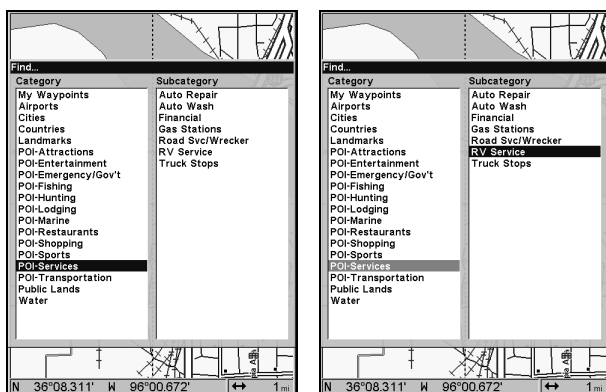 Find...
Category
My Waypoints
Airports
Cities
Countries
Landmarks
POI-Attractions
POI-Entertainment
POI-Emergency/Gov't
POI-Fishing
POI-Hunting
POI-Lodging
POI-Marine
POI-Restaurants
POI-Shopping
POI-Sports
POI-Services
POI-Transportation
Public Lands
Water
Subcategory
Auto Repair
Auto Wash
Financial
Gas Stations
Road Svc/Wrecker
RV Service
Truck Stops
N 36°08.311' W 96°00.672' ↔ 1 mi
Find...
Category
My Waypoints
Airports
Cities
Countries
Landmarks
POI-Attractions
POI-Entertainment
POI-Emergency/Gov't
POI-Fishing
POI-Hunting
POI-Lodging
POI-Marine
POI-Restaurants
POI-Shopping
POI-Sports
POI-Services
POI-Transportation
Public Lands
Water
Subcategory
Auto Repair
Auto Wash
Financial
Gas Stations
Road Svc/Wrecker
RV Service
Truck Stops
N 36°08.311' W 96°00.672' ↔ 1 mi